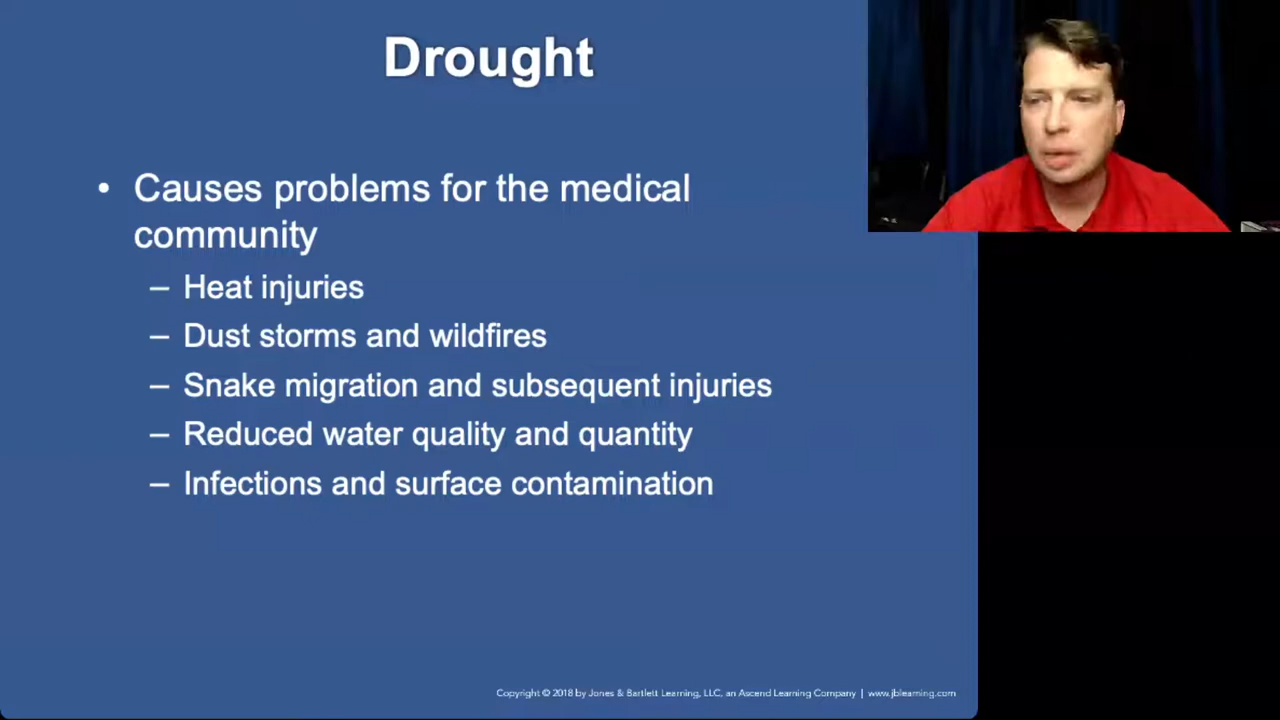 Drought
• Causes problems for the medical
community
– Heat injuries
– Dust storms and wildfires
– Snake migration and subsequent injuries
– Reduced water quality and quantity
– Infections and surface contamination
Copyright © 2018 by Jones & Bartlett Learning, LLC, an Ascend Learning Company | www.jblearning.com